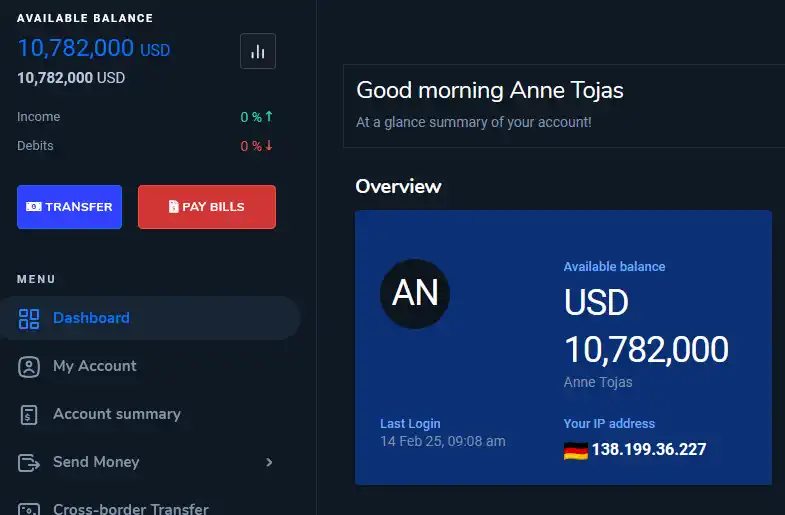 AVAILABLE BALANCE
10,782,000 USD
10,782,000 USD
Income 0 % ↑
Debits 0 % ↓
TRANSFER PAY BILLS
MENU
Dashboard
My Account
Account summary
Send Money
Cross-border Transfer
Good morning Anne Tojas
At a glance summary of your account!
Overview
AN
Available balance
USD
10,782,000
Anne Tojas
Last Login
14 Feb 25, 09:08 am
Your IP address
138.199.36.227